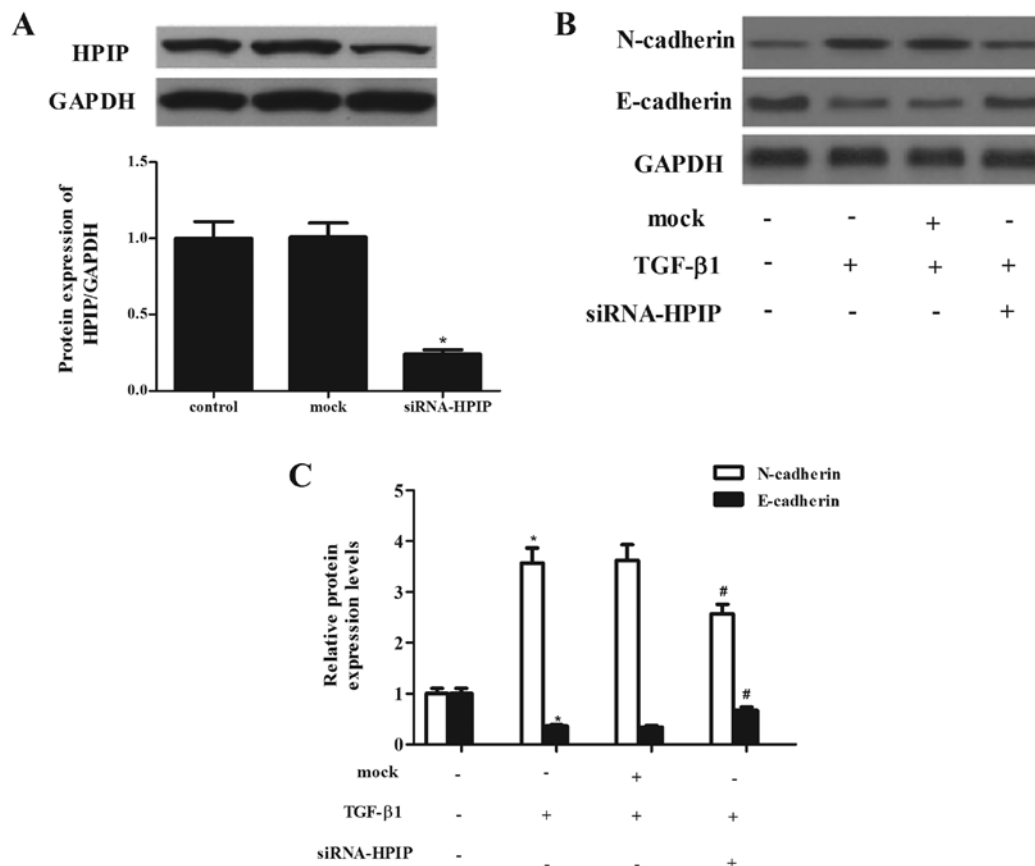 A
HPIP
GAPDH
Protein expression of
HPIP/GAPDH
1.5
1.0
0.5
0.0
*
control mock siRNA-HPIP
B
N-cadherin
E-cadherin
GAPDH
mock - - + -
TGF-β1 - + + +
siRNA-HPIP - - - +
C
N-cadherin
E-cadherin
Relative protein
expression levels
5
4
3
2
1
0
* * # #
mock - - + -
TGF-β1 - + + +
siRNA-HPIP - - - +